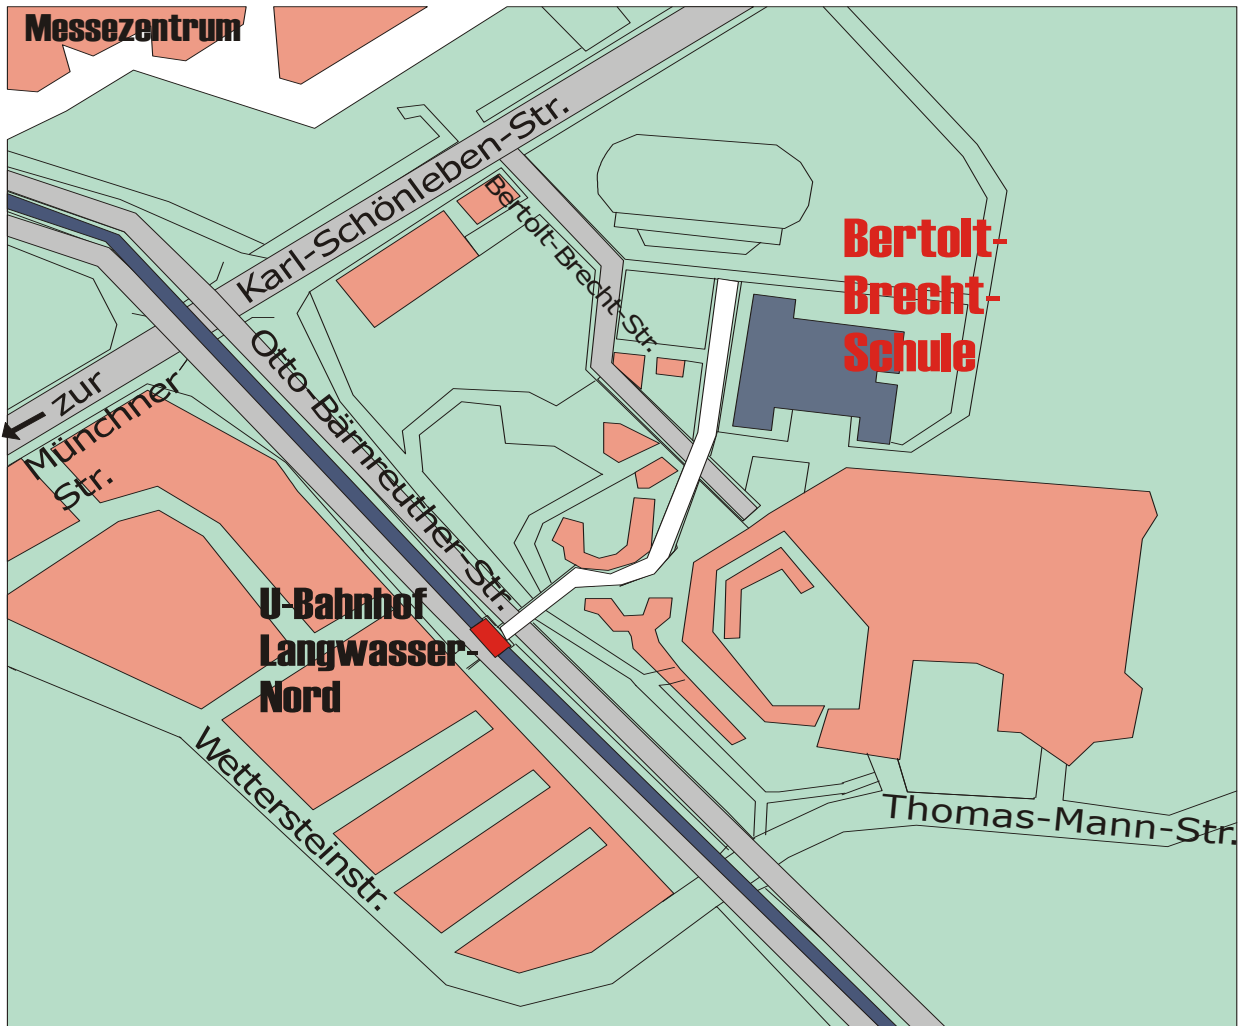 Messezentrum
Karl-Schönleben-Str.
Bertolt-Brecht-Str.
Bertolt-
Brecht-
Schule
Otto-Bärnreuther-Str.
zur
Münchner
Str.
U-Bahnhof
Langwasser-
Nord
Wettersteinstr.
Thomas-Mann-Str.